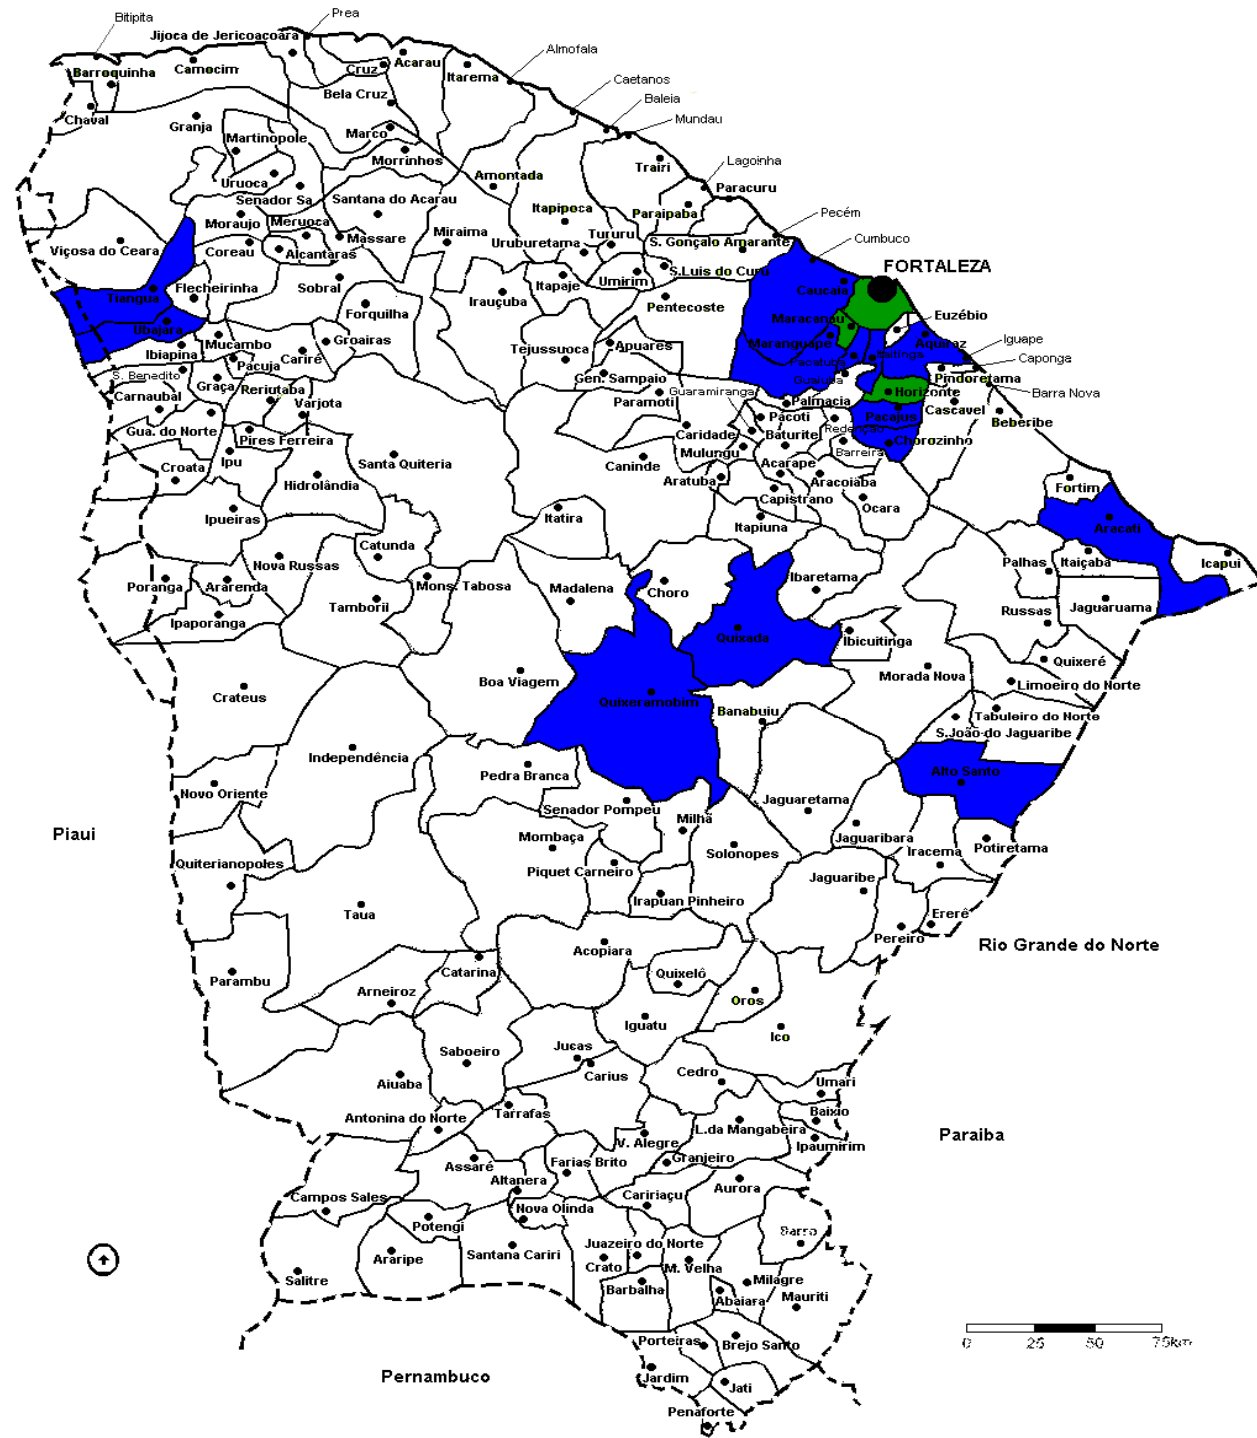 Bitipita
Prea
Jijoca de Jericoacoara
Almofala
Barroquinha
Camocim
Cruz
Acarau
Itarema
Caetanos
Bela Cruz
Baleia
Chaval
Granja
Mundau
Martinopole
Marco
Morrinhos
Trairi
Lagoinha
Uruoca
Amontada
Paracuru
Senador Sa
Santana do Acarau
Itapipoca
Paraipaba
Pecém
Moraujo
Meruoca
Massare
Miraima
Uruburetama
Tururu
S. Gonçalo Amarante
Cumbuco
Viçosa do Ceara
Coreau
Alcantaras
FORTALEZA
Sobral
Itapaje
Umirim
S.Luis do Curu
Caucaia
Tiangua
Flecheirinha
Irauçuba
Pentecoste
Forquilha
Maracanau
Euzébio
Ubajara
Mucambo
Groairas
Tejussuoca
Apuares
Maranguape
Aquiraz
Iguape
Ibiapina
Cariré
Pacatuba
Itaitinga
Caponga
S. Benedito
Pacuja
Gen. Sampaio
Guaiuba
Pindoretama
Graça
Reriutaba
Guaramiranga
Horizonte
Barra Nova
Carnaubal
Varjota
Paramoti
Palmacia
Pacajus
Cascavel
Beberibe
Gua. do Norte
Pires Ferreira
Caridade
Pacoti
Redenção
Baturite
Chorozinho
Mulungu
Barreira
Croata
Ipu
Santa Quiteria
Caninde
Acarape
Hidrolândia
Aratuba
Aracoiaba
Fortim
Capistrano
Ocara
Ipueiras
Itatira
Itapiuna
Aracati
Catunda
Nova Russas
Palhas
Itaiçaba
Icapui
Poranga
Ararenda
Mons. Tabosa
Madalena
Choro
Ibaretama
Tamboril
Jaguaruama
Ipaporanga
Russas
Quixada
Ibicuitinga
Quixeré
Crateus
Boa Viagem
Morada Nova
Limoeiro do Norte
Quixeramobim
Banabuiu
Tabuleiro do Norte
S.João do Jaguaribe
Independência
Pedra Branca
Alto Santo
Novo Oriente
Senador Pompeu
Jaguaretama
Piaui
Mombaça
Milhã
Jaguaribara
Iracema
Potiretama
Solonopes
Quiterianopoles
Piquet Carneiro
Jaguaribe
Irapuan Pinheiro
Taua
Ererê
Pereiro
Rio Grande do Norte
Acopiara
Catarina
Quixelô
Parambu
Arneiroz
Oros
Iguatu
Ico
Saboeiro
Jucas
Carius
Cedro
Aiuaba
Umari
Antonina do Norte
Tarrafas
Baixio
L.da Mangabeira
Paraiba
V. Alegre
Ipaumirim
Assaré
Farias Brito
Granjeiro
Altanera
Aurora
Campos Sales
Caririaçu
Nova Olinda
Potengi
Barro
Juazeiro do Norte
Araripe
Santana Cariri
Crato
M. Velha
Salitre
Barbalha
Milagre
Abaiara
Mauriti
Porteiras
Brejo Santo
0 25 50 75km
Pernambuco
Jardim
Jati
Penaforte